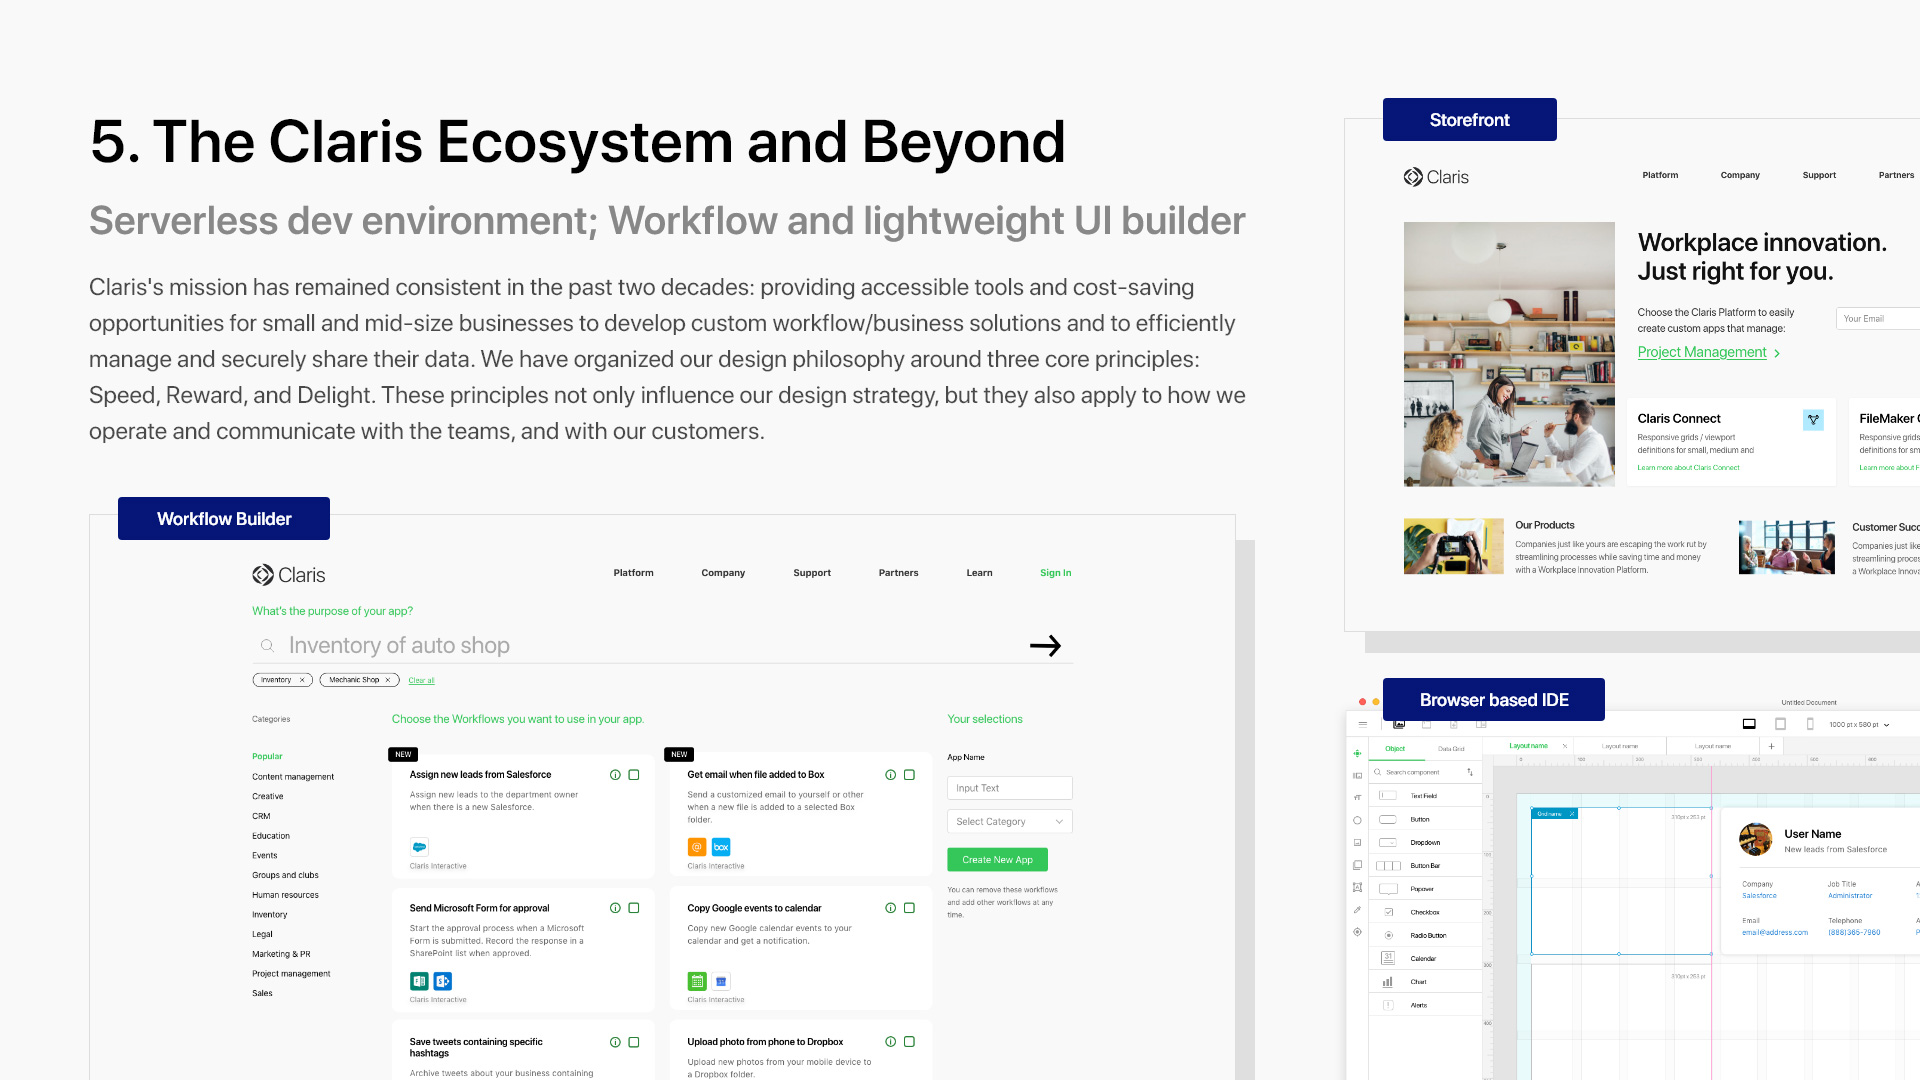 5. The Claris Ecosystem and Beyond
Serverless dev environment; Workflow and lightweight UI builder
Claris's mission has remained consistent in the past two decades: providing accessible tools and cost-saving
opportunities for small and mid-size businesses to develop custom workflow/business solutions and to efficiently
manage and securely share their data. We have organized our design philosophy around three core principles:
Speed, Reward, and Delight. These principles not only influence our design strategy, but they also apply to how we
operate and communicate with the teams, and with our customers.
Workflow Builder
Claris
Platform Company Support Partners Learn Sign In
What's the purpose of your app?
Inventory of auto shop
Inventory
Mechanic Shop
Clear all
Categories
Popular
Content management
Creative
CRM
Education
Events
Groups and clubs
Human resources
Inventory
Legal
Marketing & PR
Project management
Sales
Choose the Workflows you want to use in your app.
NEW
Assign new leads from Salesforce
Assign new leads to the department owner
when there is a new Salesforce.
Claris Interactive
NEW
Get email when file added to Box
Send a customized email to yourself or other
when a new file is added to a selected Box
folder.
box
Claris Interactive
Send Microsoft Form for approval
Start the approval process when a Microsoft
Form is submitted. Record the response in a
SharePoint list when approved.
Claris Interactive
Copy Google events to calendar
Copy new Google calendar events to your
calendar and get a notification.
Claris Interactive
Save tweets containing specific
hashtags
Archive tweets about your business containing
Upload photo from phone to Dropbox
Upload new photos from your mobile device to
a Dropbox folder.
Your selections
App Name
Input Text
Select Category
Create New App
You can remove these workflows
and add other workflows at any
time.
Storefront
Claris
Platform Company Support Partners
Workplace innovation.
Just right for you.
Choose the Claris Platform to easily
create custom apps that manage:
Project Management
Your Email
Claris Connect
Responsive grids / viewport
definitions for small, medium and
Learn more about Claris Connect
FileMaker
Responsive grids
definitions for sm
Learn more about F
Our Products
Companies just like yours are escaping the work rut by
streamlining processes while saving time and money
with a Workplace Innovation Platform.
Customer Succ
Companies just like
streamlining proces
a Workplace Innova
Browser based IDE
Untitled Document
1000 pt x 580 pt
Object
Data Grid
Layout name
Layout name
Layout name
Search component
Text Field
Button
Dropdown
Button Bar
Popover
Checkbox
Radio Button
Calendar
Chart
Alerts
0 100 200 300 400 500 600
0
100
200
300
400
Grid name
310pt x 253 pt
310pt x 253 pt
User Name
New leads from Salesforce
Company
Salesforce
Job Title
Administrator
Email
email@address.com
Telephone
(888)365-7960